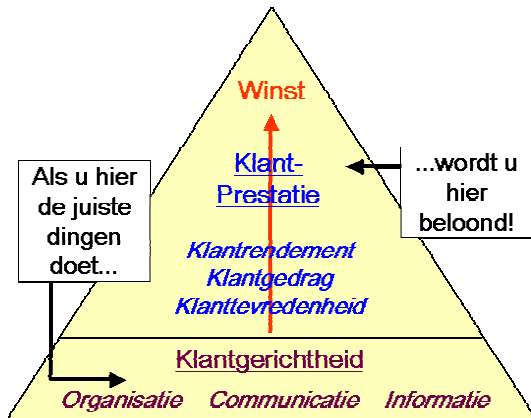 Winst
Klant-
Prestatie
Als u hier
de juiste
dingen
doet...
...wordt u
hier
beloond!
Klantrendement
Klantgedrag
Klanttevredenheid
Klantgerichtheid
Organisatie Communicatie Informatie